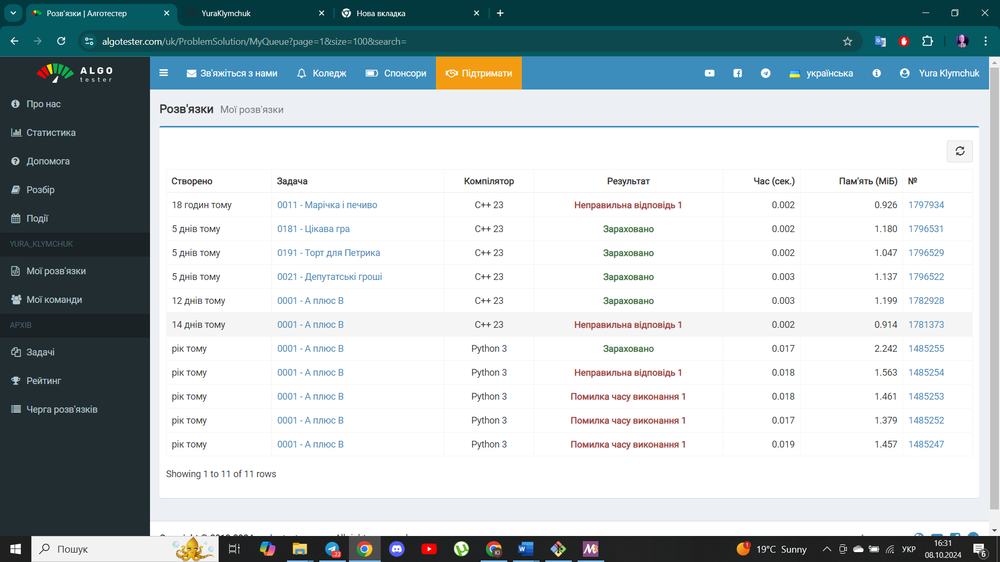 Розв'язки | Алготестер
YuraKlymchuk
Нова вкладка
algotester.com/uk/ProblemSolution/MyQueue?page=1&size=100&search=
ALGO
tester
Зв'яжіться з нами
Коледж
Спонсори
Підтримати
українська
Yura Klymchuk
Про нас
Статистика
Допомога
Розбір
Події
YURA_KLYMCHUK
Мої розв'язки
Мої команди
АРХІВ
Задачі
Рейтинг
Черга розв'язків
Розв'язки Мої розв'язки
Створено Задача Компілятор Результат Час (сек.) Пам'ять (МіБ) №
18 годин тому 0011 - Марічка і печиво C++ 23 Неправильна відповідь 1 0.002 0.926 1797934
5 днів тому 0181 - Цікава гра C++ 23 Зараховано 0.002 1.180 1796531
5 днів тому 0191 - Торт для Петрика C++ 23 Зараховано 0.002 1.047 1796529
5 днів тому 0021 - Депутатські гроші C++ 23 Зараховано 0.003 1.137 1796522
12 днів тому 0001 - А плюс B C++ 23 Зараховано 0.003 1.199 1782928
14 днів тому 0001 - А плюс B C++ 23 Неправильна відповідь 1 0.002 0.914 1781373
рік тому 0001 - А плюс B Python 3 Зараховано 0.017 2.242 1485255
рік тому 0001 - А плюс B Python 3 Неправильна відповідь 1 0.018 1.563 1485254
рік тому 0001 - А плюс B Python 3 Помилка часу виконання 1 0.018 1.461 1485253
рік тому 0001 - А плюс B Python 3 Помилка часу виконання 1 0.017 1.379 1485252
рік тому 0001 - А плюс B Python 3 Помилка часу виконання 1 0.019 1.457 1485247
Showing 1 to 11 of 11 rows
Пошук
22
1
19°C Sunny
УКР
16:31
08.10.2024
6